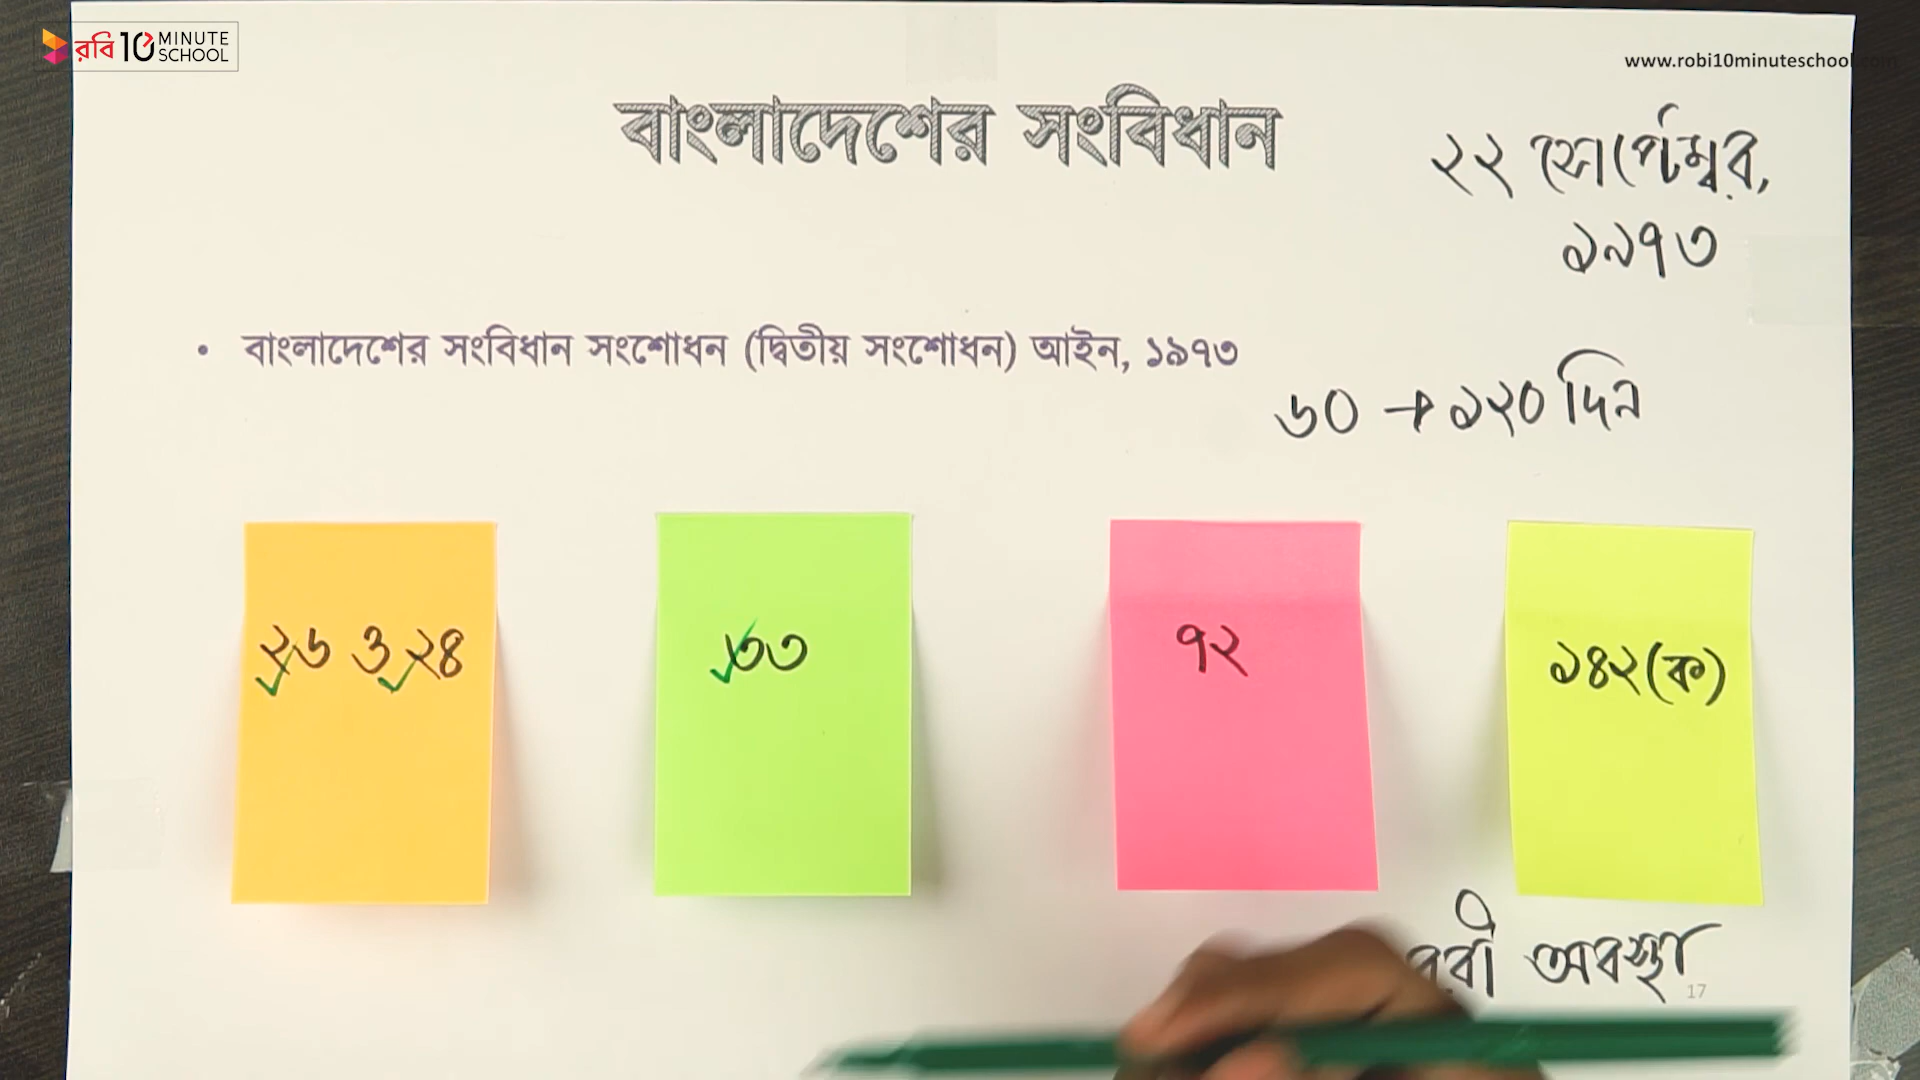 রবি 10 MINUTE SCHOOL
www.robi10minuteschool.com
বাংলাদেশের সংবিধান
২২ সেপ্টেম্বর,
১৯৭৩
• বাংলাদেশের সংবিধান সংশোধন (দ্বিতীয় সংশোধন) আইন, ১৯৭৩
৬০ → ১২০ দিন
২৬ ও ২৪
৩৩
৭২
১৪২(ক)
অবস্থা
17